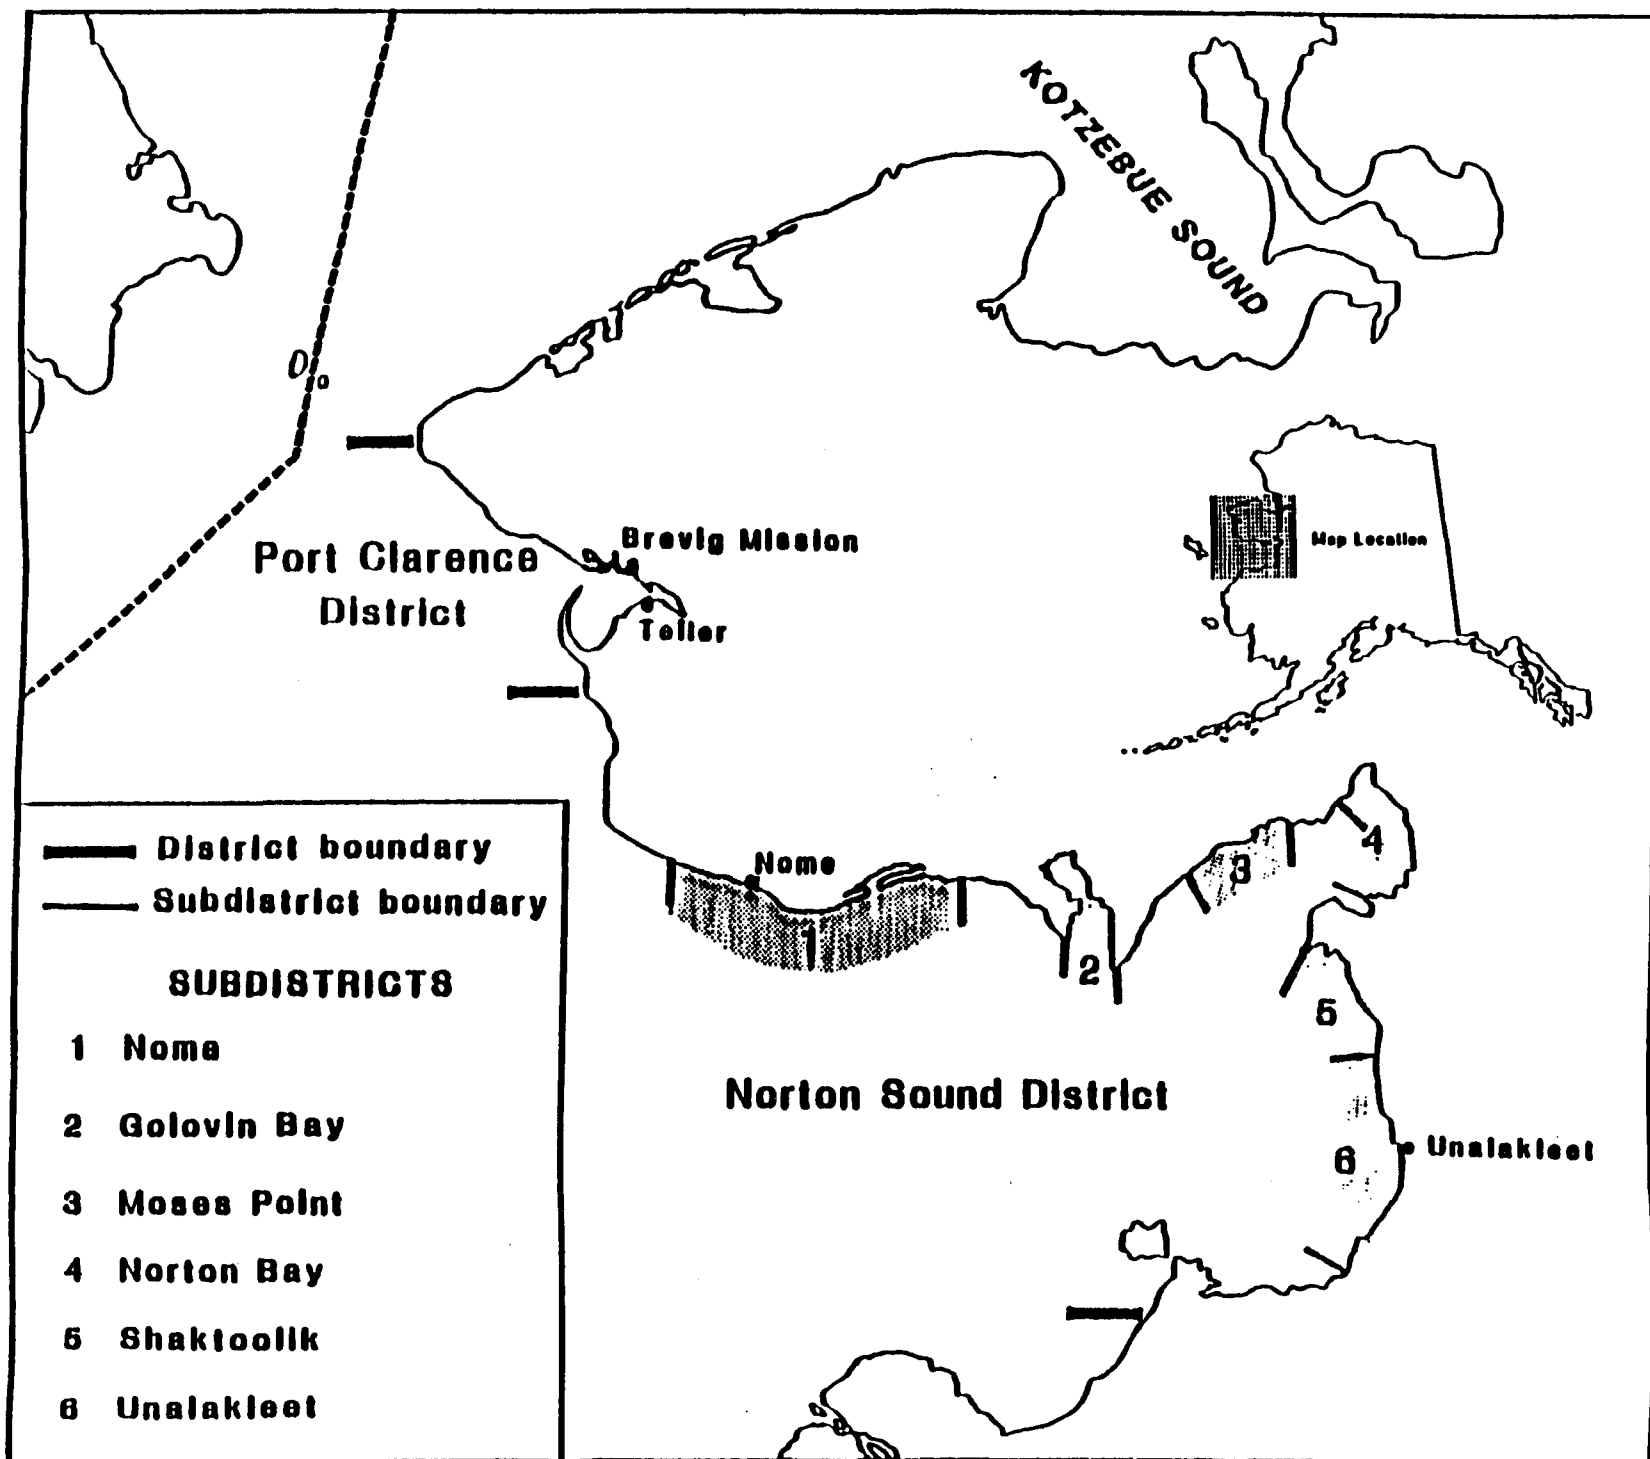 KOTZEBUE SOUND
Brevig Mission
Map Location
Port Clarence
District
Teller
District boundary
Nome
3
4
Subdistrict boundary
1
2
SUBDISTRICTS
5
1 Nome
Norton Sound District
2 Golovin Bay
Unalakleet
6
3 Moses Point
4 Norton Bay
5 Shaktoolik
6 Unalakleet